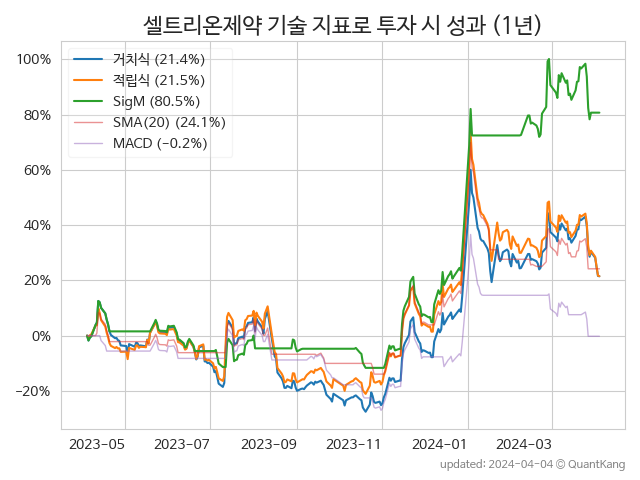 셀트리온제약 기술 지표로 투자 시 성과 (1년)
거치식 (21.4%)
적립식 (21.5%)
SigM (80.5%)
SMA(20) (24.1%)
MACD (−0.2%)
100%
80%
60%
40%
20%
0%
−20%
2023-05
2023-07
2023-09
2023-11
2024-01
2024-03
updated: 2024-04-04 © QuantKang